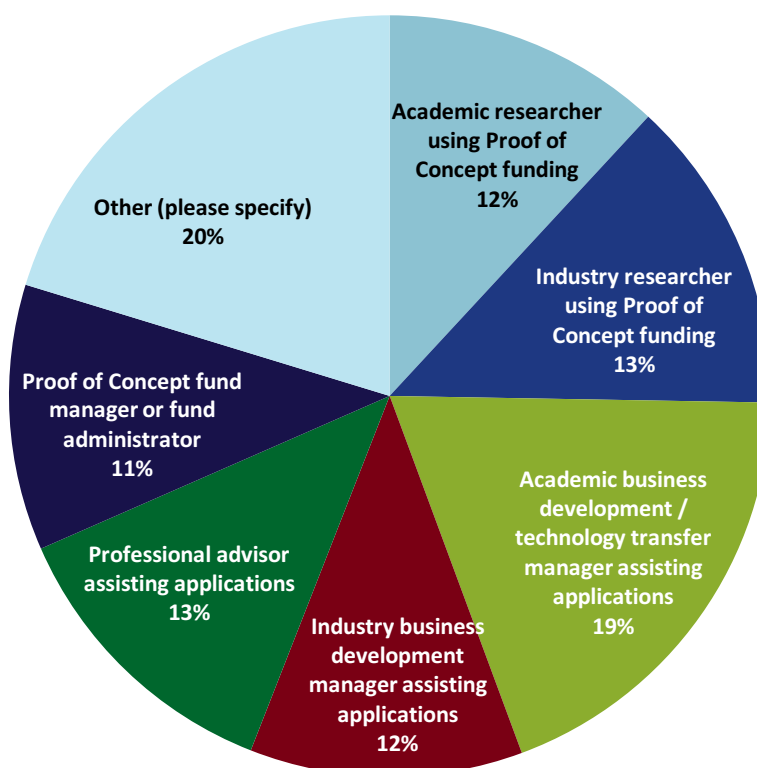 Academic researcher
using Proof of
Concept funding
12%
Industry researcher
using Proof of
Concept funding
13%
Academic business
development /
technology transfer
manager assisting
applications
19%
Industry business
development
manager assisting
applications
12%
Professional advisor
assisting applications
13%
Proof of Concept fund
manager or fund
administrator
11%
Other (please specify)
20%